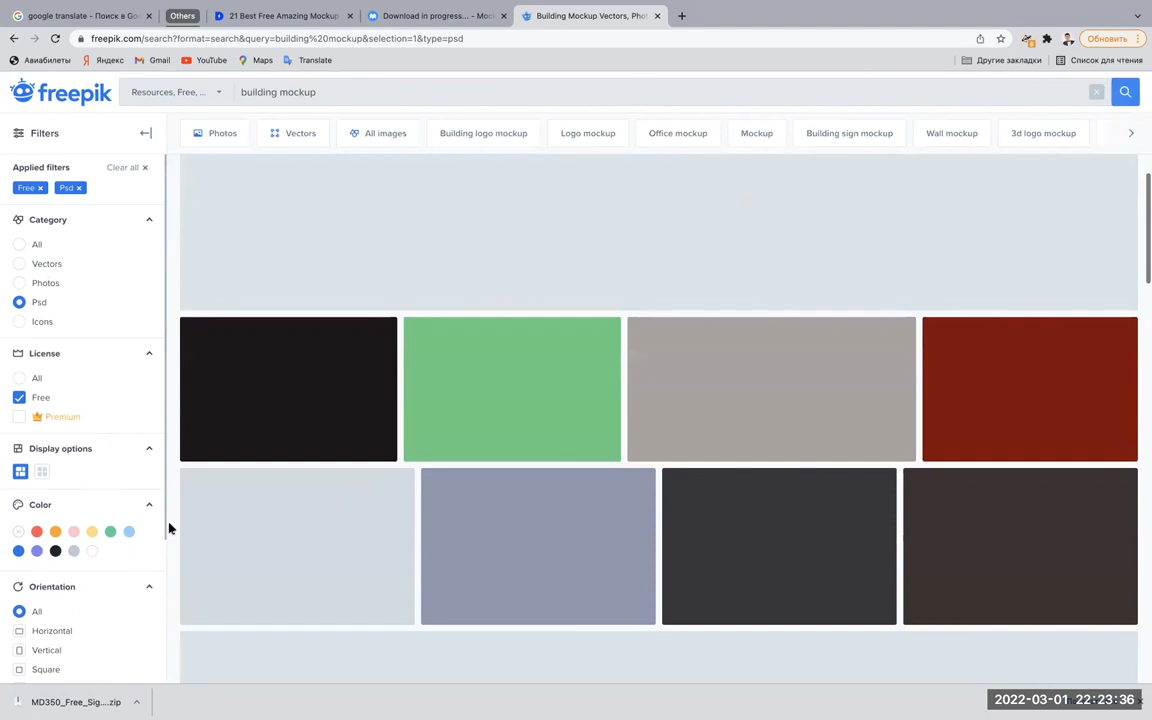 google translate - Поиск в Go
Others
21 Best Free Amazing Mockup
Download in progress... - Moc
Building Mockup Vectors, Pho
freepik.com/search?format=search&query=building%20mockup&selection=1&type=psd
Обновить
Авиабилеты
Яндекс
Gmail
YouTube
Maps
Translate
Другие закладки
Список для чтения
freepik
Resources, Free, ...
building mockup
Filters
Photos
Vectors
All images
Building logo mockup
Logo mockup
Office mockup
Mockup
Building sign mockup
Wall mockup
3d logo mockup
Applied filters
Clear all
Free
Psd
Category
All
Vectors
Photos
Psd
Icons
License
All
Free
Premium
Display options
Color
Orientation
All
Horizontal
Vertical
Square
MD350_Free_Sig....zip
2022-03-01 22:23:36